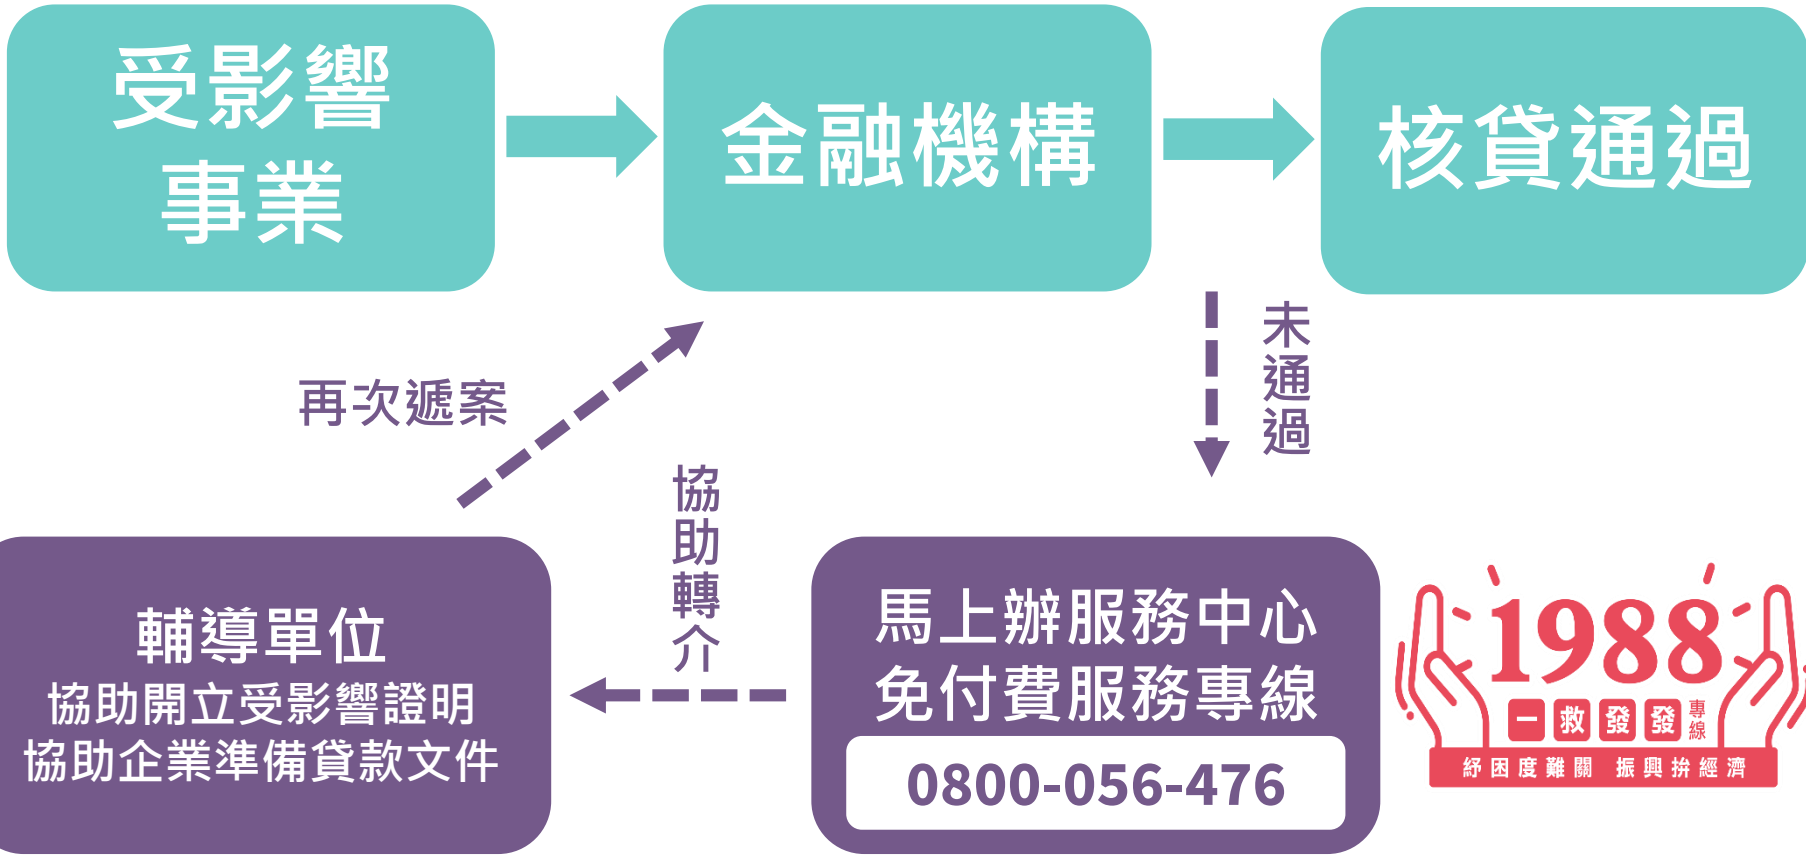 受影響
事業
金融機構
核貸通過
未通過
再次遞案
協助轉介
輔導單位
協助開立受影響證明
協助企業準備貸款文件
馬上辦服務中心
免付費服務專線
0800-056-476
1988
一救發發
專線
紓困度難關 振興拚經濟